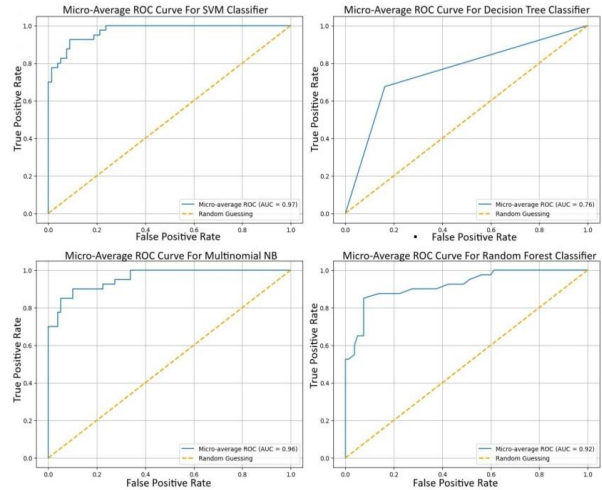 Micro-Average ROC Curve For SVM Classifier
1.0
0.8
0.6
0.4
0.2
0.0
True Positive Rate
Micro-average ROC (AUC = 0.97)
Random Guessing
0.0 0.2 0.4 0.6 0.8 1.0
False Positive Rate
Micro-Average ROC Curve For Decision Tree Classifier
1.0
0.8
0.6
0.4
0.2
0.0
True Positive Rate
Micro-average ROC (AUC = 0.76)
Random Guessing
0.0 0.2 0.4 0.6 0.8 1.0
False Positive Rate
Micro-Average ROC Curve For Multinomial NB
1.0
0.8
0.6
0.4
0.2
0.0
True Positive Rate
Micro-average ROC (AUC = 0.96)
Random Guessing
0.0 0.2 0.4 0.6 0.8 1.0
False Positive Rate
Micro-Average ROC Curve For Random Forest Classifier
1.0
0.8
0.6
0.4
0.2
0.0
True Positive Rate
Micro-average ROC (AUC = 0.92)
Random Guessing
0.0 0.2 0.4 0.6 0.8 1.0
False Positive Rate